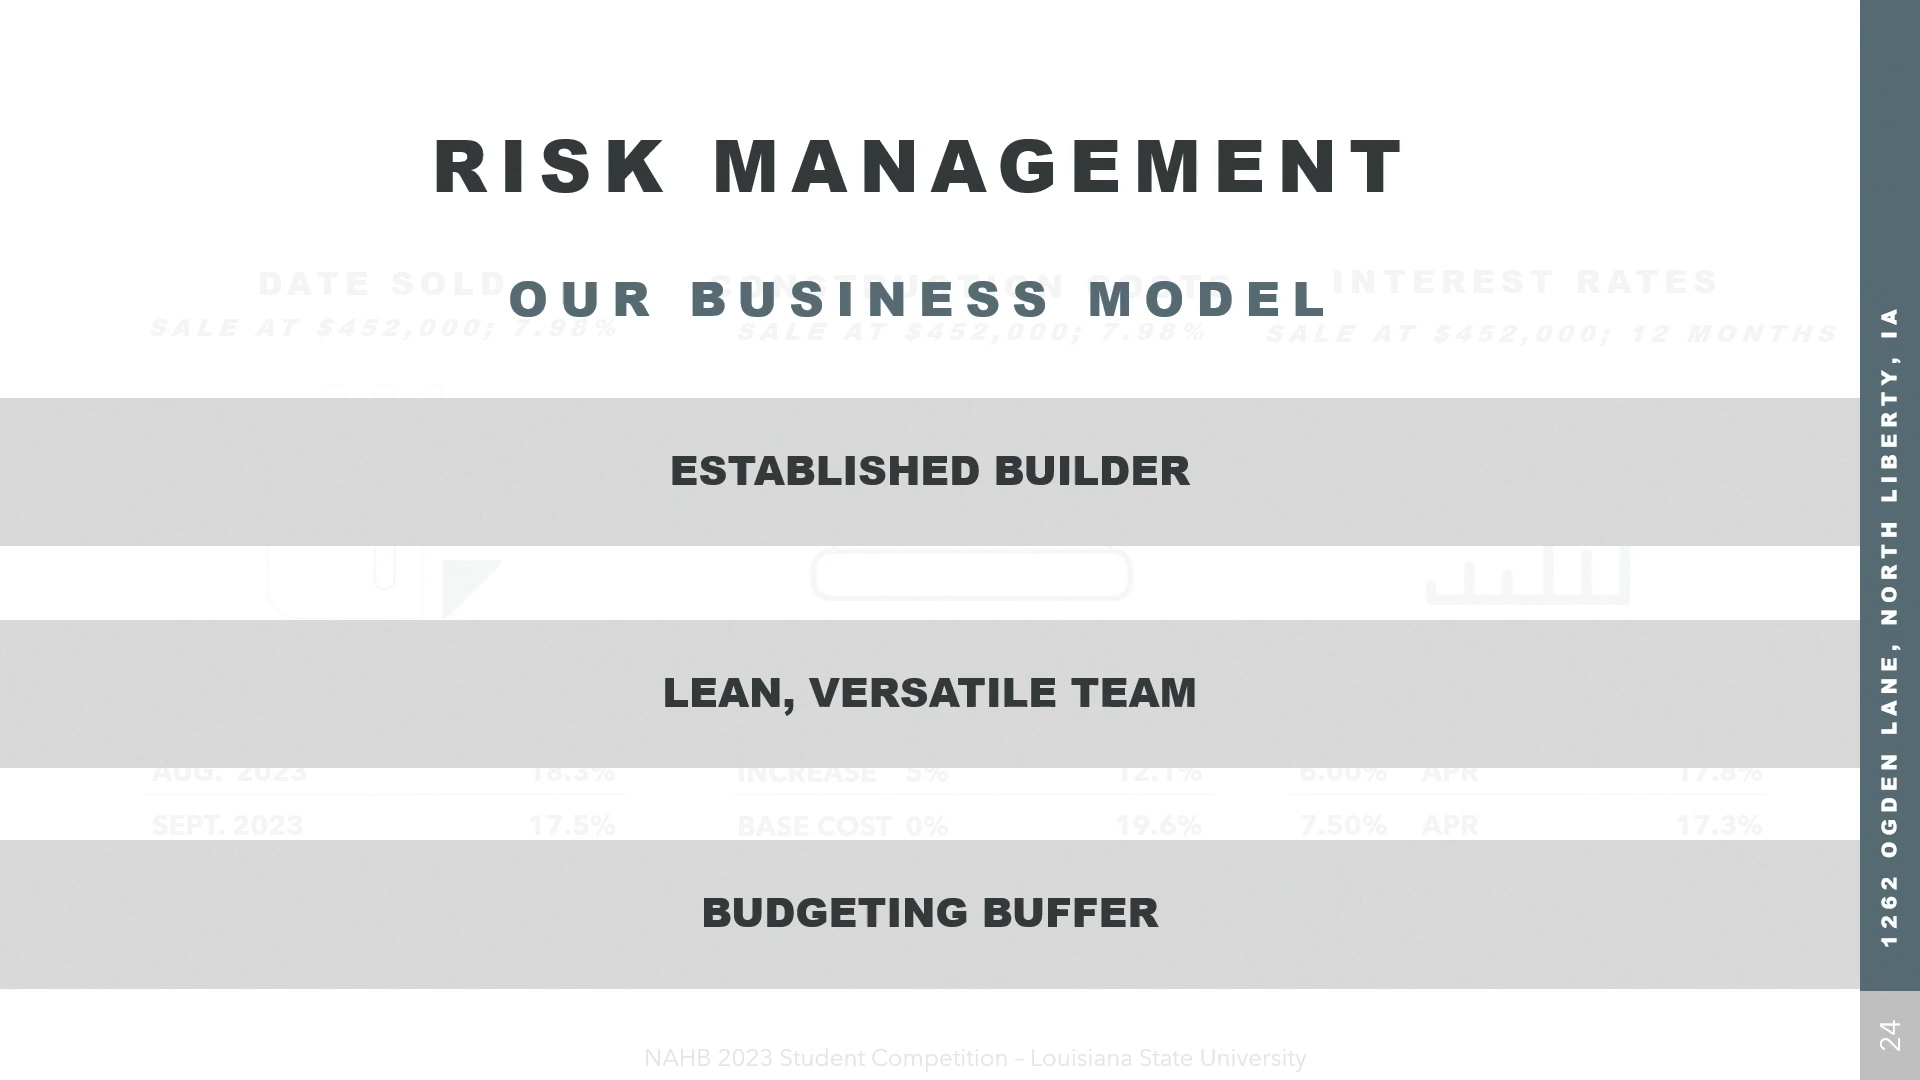 RISK MANAGEMENT
DATE SOLD
CONSTRUCTION COSTS
INTEREST RATES
OUR BUSINESS MODEL
SALE AT $452,000; 7.98%
SALE AT $452,000; 7.98%
SALE AT $452,000; 12 MONTHS
ESTABLISHED BUILDER
LEAN, VERSATILE TEAM
AUG. 2023 18.3%
INCREASE 5% 12.1%
6.00% APR 17.8%
SEPT. 2023 17.5%
BASE COST 0% 19.6%
7.50% APR 17.3%
BUDGETING BUFFER
NAHB 2023 Student Competition – Louisiana State University
1262 OGDEN LANE, NORTH LIBERTY, IA
24